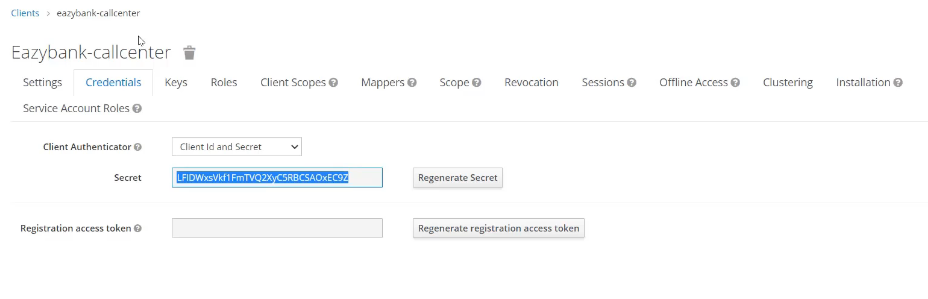 Clients > eazybank-callcenter
Eazybank-callcenter
Settings Credentials Keys Roles Client Scopes Mappers Scope Revocation Sessions Offline Access Clustering Installation
Service Account Roles
Client Authenticator Client Id and Secret
Secret LFIDWxsVkf1FmTVQ2XyC5RBCSAOxEC9Z Regenerate Secret
Registration access token Regenerate registration access token